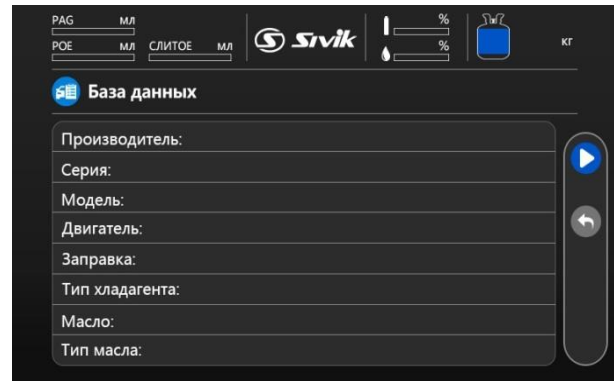 PAG мл
POE мл СЛИТОЕ мл
Sivik
%
%
кг
База данных
Производитель:
Серия:
Модель:
Двигатель:
Заправка:
Тип хладагента:
Масло:
Тип масла: